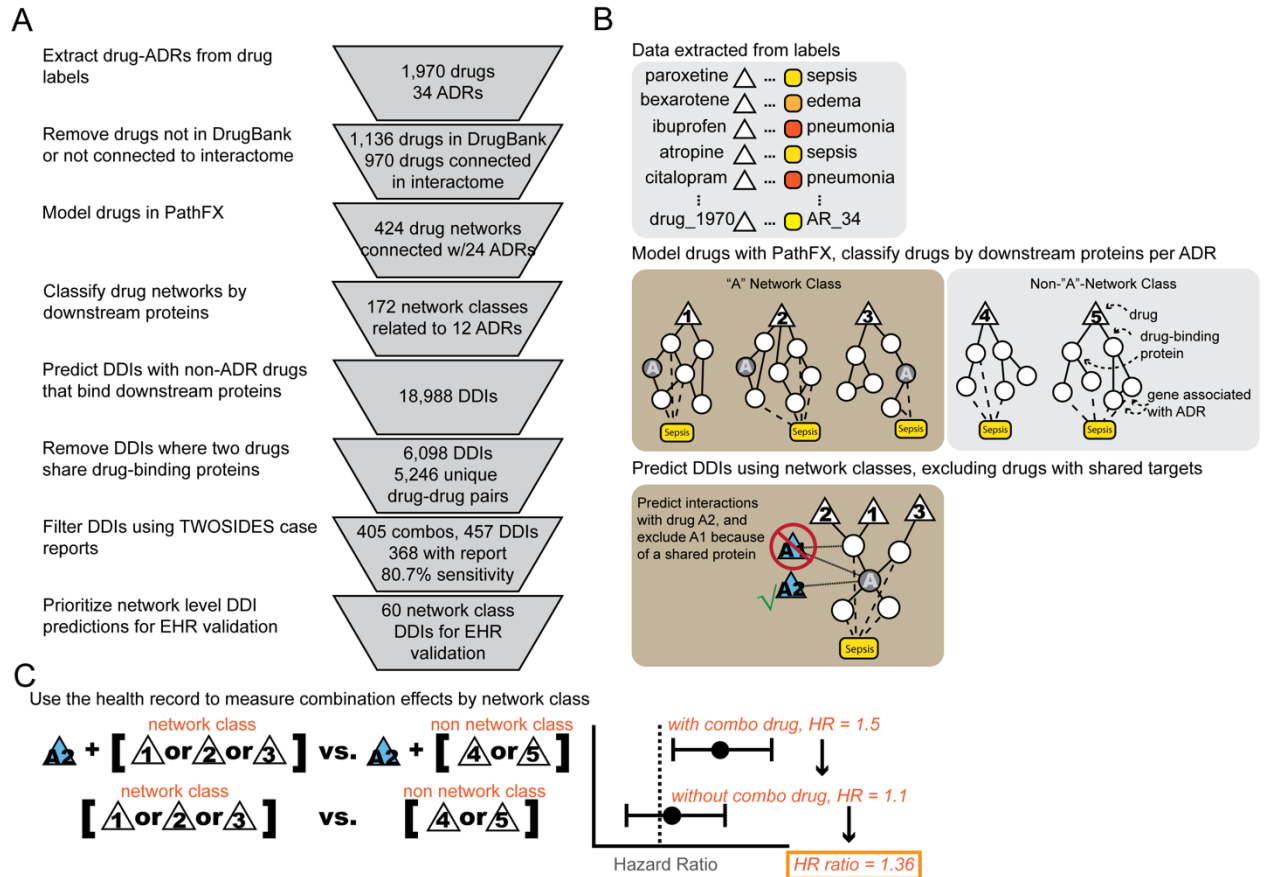 A
Extract drug-ADRs from drug
labels
1,970 drugs
34 ADRs
Remove drugs not in DrugBank
or not connected to interactome
1,136 drugs in DrugBank
970 drugs connected
in interactome
Model drugs in PathFX
424 drug networks
connected w/24 ADRs
Classify drug networks by
downstream proteins
172 network classes
related to 12 ADRs
Predict DDIs with non-ADR drugs
that bind downstream proteins
18,988 DDIs
Remove DDIs where two drugs
share drug-binding proteins
6,098 DDIs
5,246 unique
drug-drug pairs
Filter DDIs using TWOSIDES case
reports
405 combos, 457 DDIs
368 with report
80.7% sensitivity
Prioritize network level DDI
predictions for EHR validation
60 network class
DDIs for EHR
validation
B
Data extracted from labels
paroxetine ... sepsis
bexarotene ... edema
ibuprofen ... pneumonia
atropine ... sepsis
citalopram ... pneumonia
drug_1970 ... AR_34
Model drugs with PathFX, classify drugs by downstream proteins per ADR
"A" Network Class
1 2 3
A A A
Sepsis Sepsis Sepsis
Non-"A"-Network Class
4 5
drug
drug-binding
protein
gene associated
with ADR
Sepsis Sepsis
Predict DDIs using network classes, excluding drugs with shared targets
Predict interactions
with drug A2, and
exclude A1 because
of a shared protein
2 1 3
A1
A
√ A2
Sepsis
C
Use the health record to measure combination effects by network class
network class non network class
A2 + [ 1 or 2 or 3 ] vs. A2 + [ 4 or 5 ]
network class non network class
[ 1 or 2 or 3 ] vs. [ 4 or 5 ]
with combo drug, HR = 1.5
without combo drug, HR = 1.1
Hazard Ratio
HR ratio = 1.36